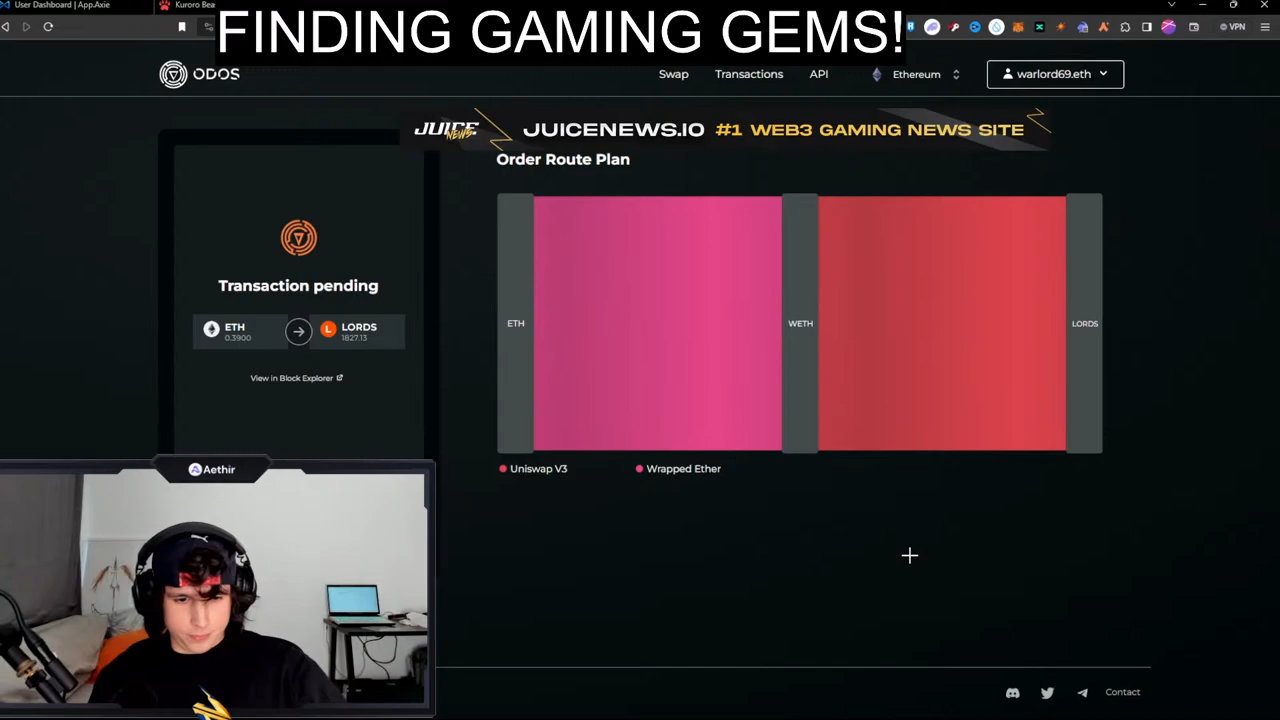 User Dashboard | App.Axie
Kuroro Bea
FINDING GAMING GEMS!
VPN
ODOS
Swap
Transactions
API
Ethereum
warlord69.eth
JUICE NEWS
JUICENEWS.IO #1 WEB3 GAMING NEWS SITE
Order Route Plan
Transaction pending
ETH
0.3900
L
LORDS
1827.13
View in Block Explorer
ETH
WETH
LORDS
Uniswap V3
Wrapped Ether
Aethir
Contact